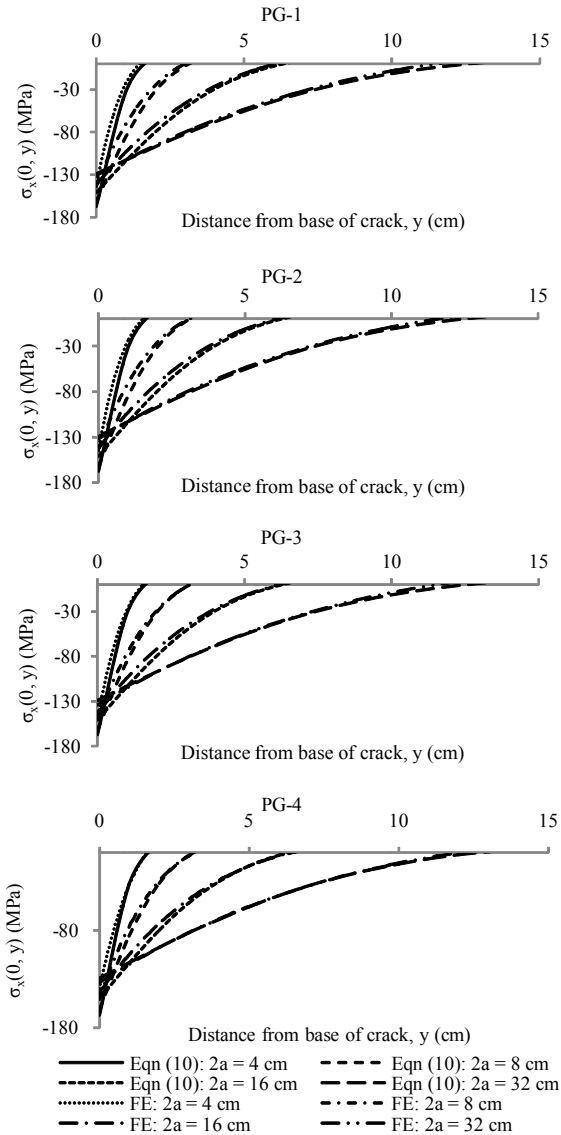 PG-1
0 5 10 15
-30
-80
-130
-180
σx(0, y) (MPa)
Distance from base of crack, y (cm)
PG-2
0 5 10 15
-30
-80
-130
-180
σx(0, y) (MPa)
Distance from base of crack, y (cm)
PG-3
0 5 10 15
-30
-80
-130
-180
σx(0, y) (MPa)
Distance from base of crack, y (cm)
PG-4
0 5 10 15
-80
-180
σx(0, y) (MPa)
Distance from base of crack, y (cm)
Eqn (10): 2a = 4 cm Eqn (10): 2a = 8 cm
Eqn (10): 2a = 16 cm Eqn (10): 2a = 32 cm
FE: 2a = 4 cm FE: 2a = 8 cm
FE: 2a = 16 cm FE: 2a = 32 cm